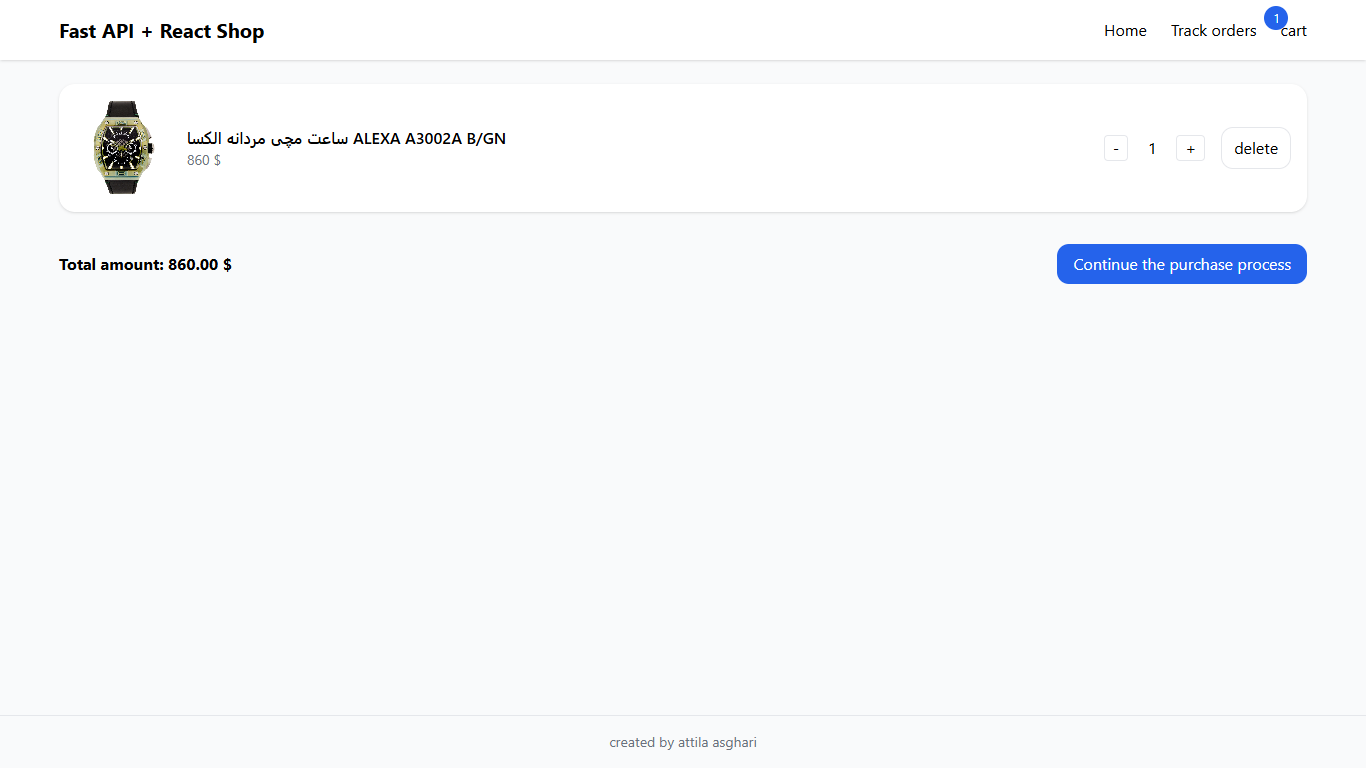 Fast API + React Shop
Home
Track orders
1
cart
ساعت مچی مردانه الکسا ALEXA A3002A B/GN
860 $
-
1
+
delete
Total amount: 860.00 $
Continue the purchase process
created by attila asghari